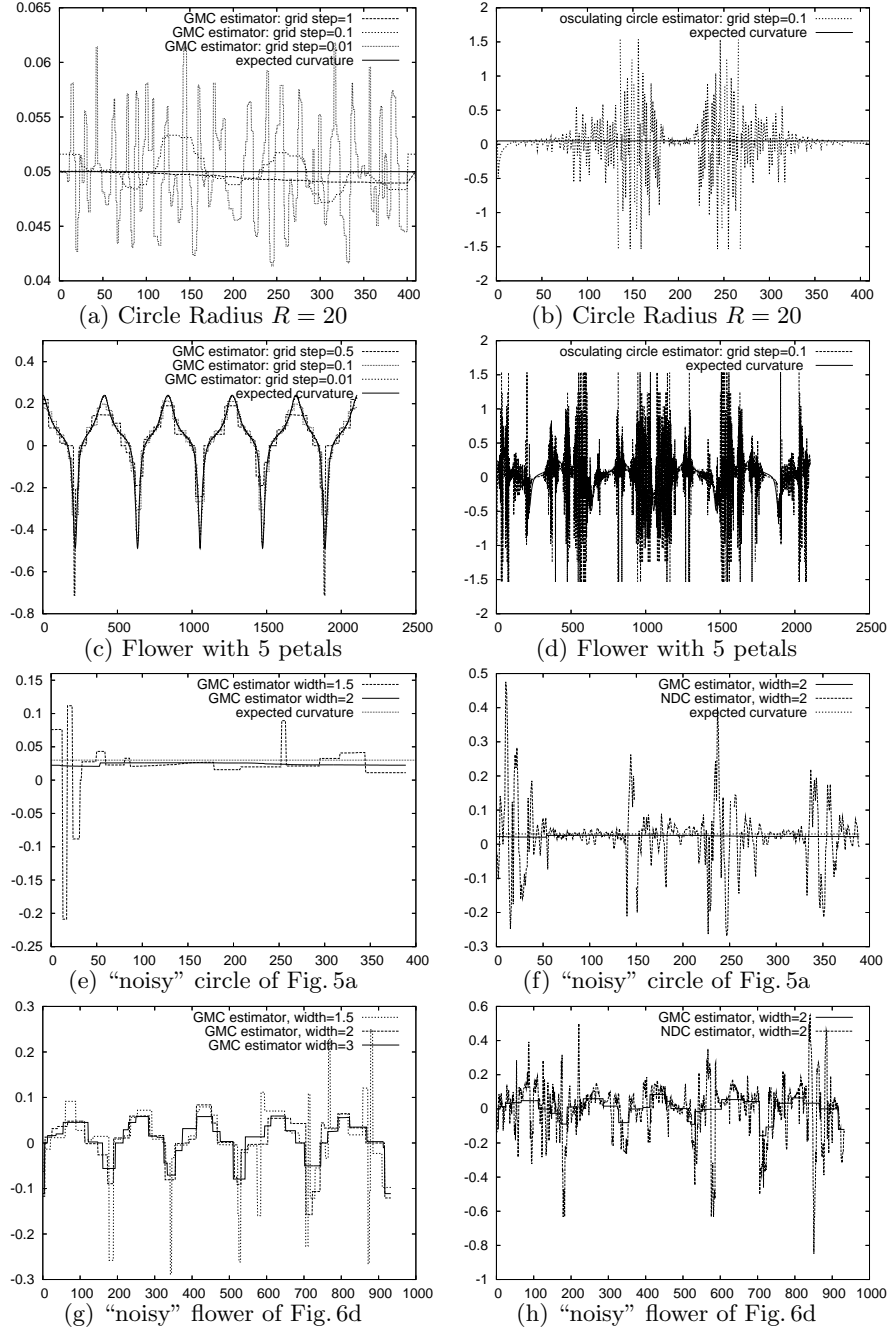 0.065
0.06
0.055
0.05
0.045
0.04
GMC estimator: grid step=1
GMC estimator: grid step=0.1
GMC estimator: grid step=0.01
expected curvature
0 50 100 150 200 250 300 350 400
(a) Circle Radius R = 20
2
1.5
1
0.5
0
-0.5
-1
-1.5
-2
osculating circle estimator: grid step=0.1
expected curvature
0 50 100 150 200 250 300 350 400
(b) Circle Radius R = 20
0.4
0.2
0
-0.2
-0.4
-0.6
-0.8
GMC estimator: grid step=0.5
GMC estimator: grid step=0.1
GMC estimator: grid step=0.01
expected curvature
0 500 1000 1500 2000 2500
(c) Flower with 5 petals
2
1.5
1
0.5
0
-0.5
-1
-1.5
-2
osculating circle estimator: grid step=0.1
expected curvature
0 500 1000 1500 2000 2500
(d) Flower with 5 petals
0.15
0.1
0.05
0
-0.05
-0.1
-0.15
-0.2
-0.25
GMC estimator width=1.5
GMC estimator width=2
expected curvature
0 50 100 150 200 250 300 350 400
(e) “noisy” circle of Fig. 5a
0.5
0.4
0.3
0.2
0.1
0
-0.1
-0.2
-0.3
GMC estimator, width=2
NDC estimator, width=2
expected curvature
0 50 100 150 200 250 300 350 400
(f) “noisy” circle of Fig. 5a
0.3
0.2
0.1
0
-0.1
-0.2
-0.3
GMC estimator, width=1.5
GMC estimator, width=2
GMC estimator width=3
0 100 200 300 400 500 600 700 800 900 1000
(g) “noisy” flower of Fig. 6d
0.6
0.4
0.2
0
-0.2
-0.4
-0.6
-0.8
-1
GMC estimator, width=2
NDC estimator, width=2
0 100 200 300 400 500 600 700 800 900 1000
(h) “noisy” flower of Fig. 6d